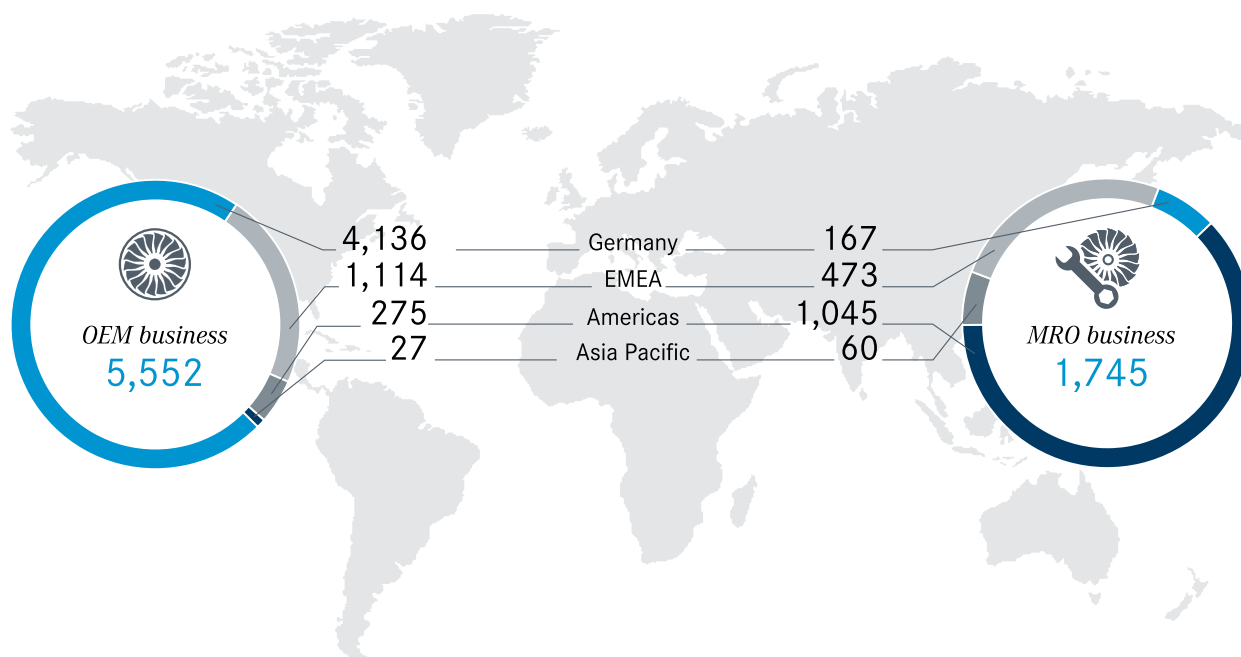 4,136 Germany 167
1,114 EMEA 473
275 Americas 1,045
27 Asia Pacific 60
OEM business
5,552
MRO business
1,745